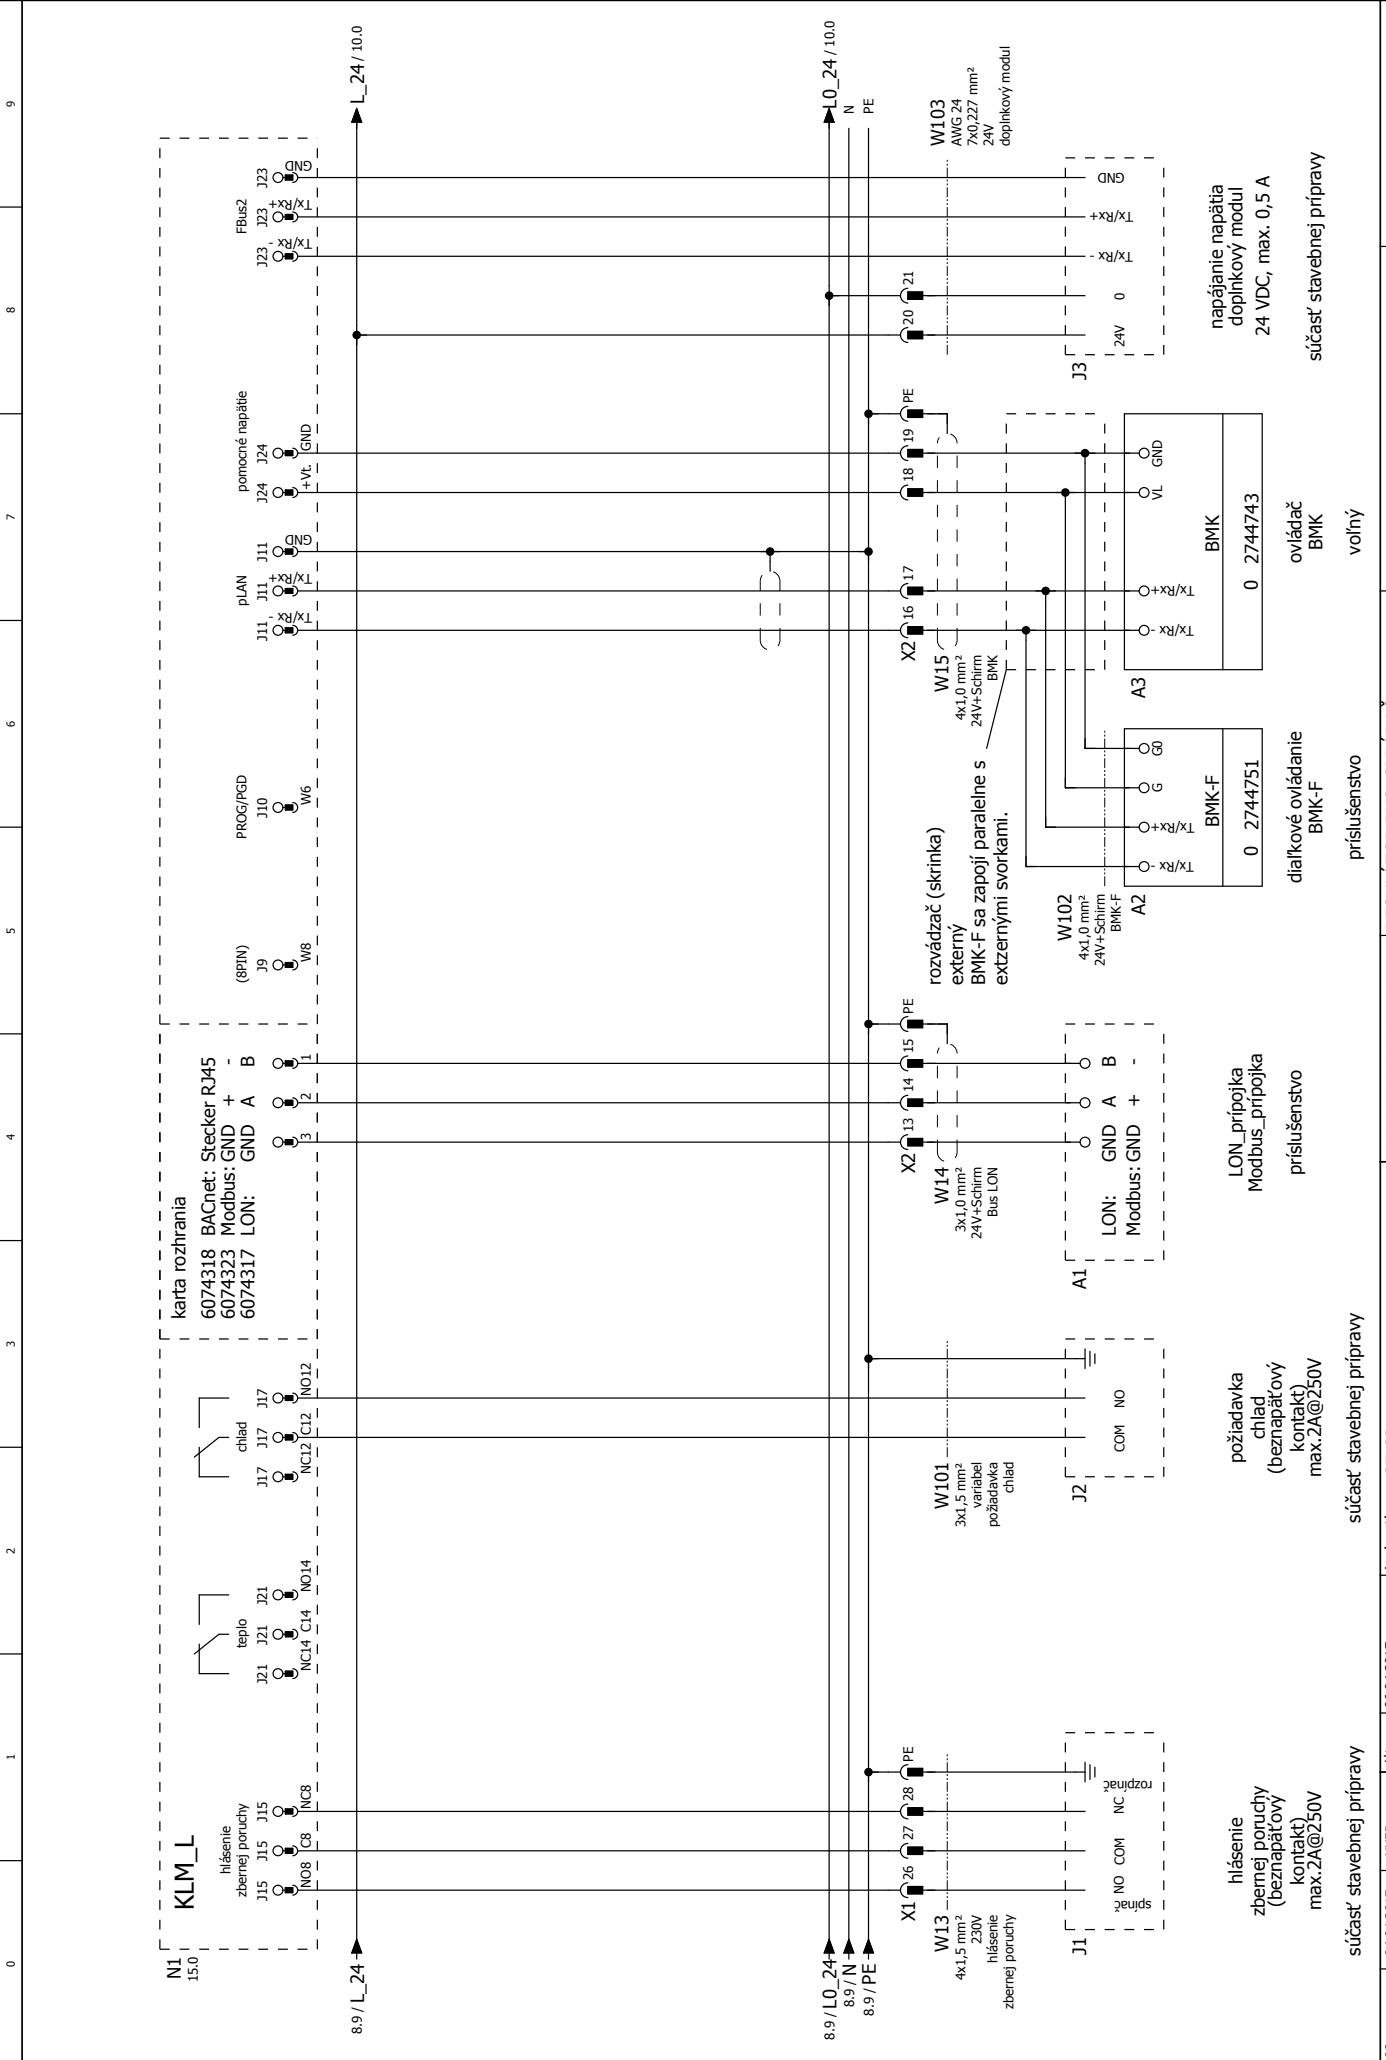 0
1
2
3
4
5
6
7
8
9
N1
15.0
KLM_L
hlásenie
zbernej poruchy
J15
J15
J15
NO8
C8
NC8
teplo
J21
J21
J21
NC14
C14
NO14
chlad
J17
J17
J17
NC12
C12
NO12
karta rozhrania
6074318 BACnet: Stecker RJ45
6074323 Modbus: GND + -
6074317 LON: GND A B
3
2
1
(8PIN)
J9
W8
PROG/PGD
J10
W6
pLAN
J11
J11
J11
Tx/Rx -
Tx/Rx+
GND
pomocné napätie
J24
J24
+Vt.
GND
FBus2
J23
J23
J23
Tx/Rx -
Tx/Rx+
GND
8.9 / L_24
L_24 / 10.0
8.9 / L0_24
8.9 / N
8.9 / PE
L0_24 / 10.0
N
PE
X1
26
27
28
PE
X2
13
14
15
PE
X2
16
17
18
19
PE
20
21
W13
4x1,5 mm²
230V
hlásenie
zbernej poruchy
W101
3x1,5 mm²
variabel
požiadavka
chlad
W14
3x1,0 mm²
24V+Schirm
Bus LON
rozvádzač (skrinka)
externý
BMK-F sa zapojí paralelne s
extzernými svorkami.
W15
4x1,0 mm²
24V+Schirm
BMK
W102
4x1,0 mm²
24V+Schirm
BMK-F
W103
AWG 24
7x0,227 mm²
24V
doplnkový modul
J1
NO COM NC
spínač
rozpínač
J2
COM NO
A1
LON: GND A B
Modbus: GND + -
A2
Tx/Rx -
Tx/Rx+
G
G0
BMK-F
0 2744751
A3
Tx/Rx -
Tx/Rx+
VL
GND
BMK
0 2744743
J3
24V
0
Tx/Rx -
Tx/Rx+
GND
hlásenie
zbernej poruchy
(beznapäťový
kontakt)
max.2A@250V
súčasť stavebnej prípravy
požiadavka
chlad
(beznapäťový
kontakt)
max.2A@250V
súčasť stavebnej prípravy
LON_prípojka
Modbus_prípojka
príslušenstvo
diaľkové ovládanie
BMK-F
príslušenstvo
ovládač
BMK
voľný
napájanie napätia
doplnkový modul
24 VDC, max. 0,5 A
súčasť stavebnej prípravy